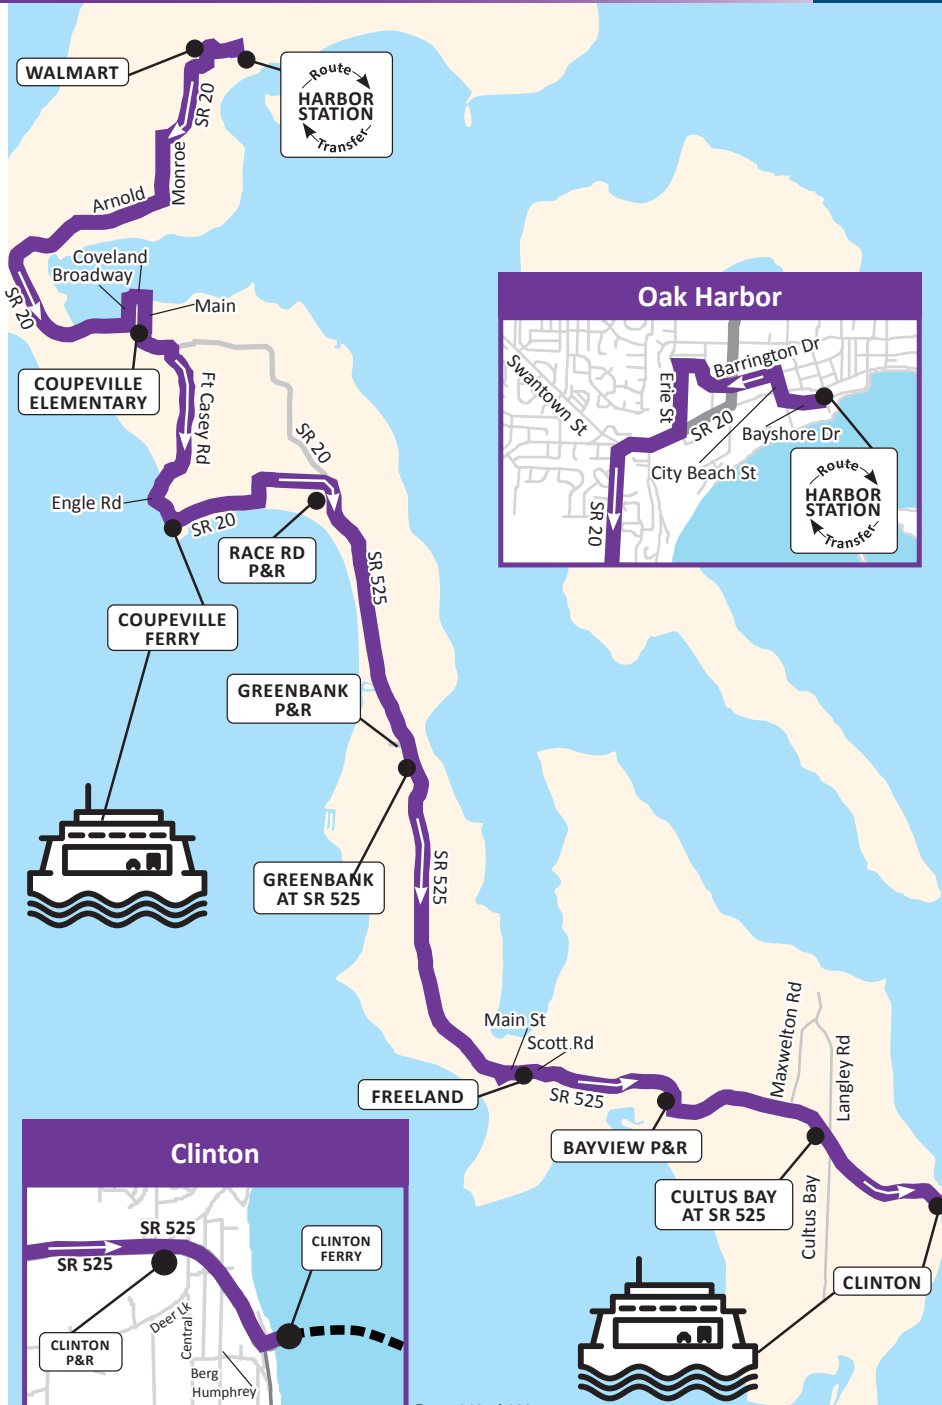 WALMART
Route
HARBOR
STATION
Transfer
SR 20
Monroe
Arnold
Coveland
Broadway
Main
SR 20
COUPEVILLE
ELEMENTARY
Ft Casey Rd
SR 20
Engle Rd
SR 20
RACE RD
P&R
SR 525
COUPEVILLE
FERRY
GREENBANK
P&R
GREENBANK
AT SR 525
SR 525
Main St
Scott Rd
FREELAND
SR 525
BAYVIEW P&R
Maxwelton Rd
Langley Rd
CULTUS BAY
AT SR 525
Cultus Bay
CLINTON
Oak Harbor
Swantown St
Erie St
Barrington Dr
SR 20
Bayshore Dr
City Beach St
SR 20
Route
HARBOR
STATION
Transfer
Clinton
SR 525
SR 525
CLINTON
FERRY
Deer Lk
Central
CLINTON
P&R
Berg
Humphrey